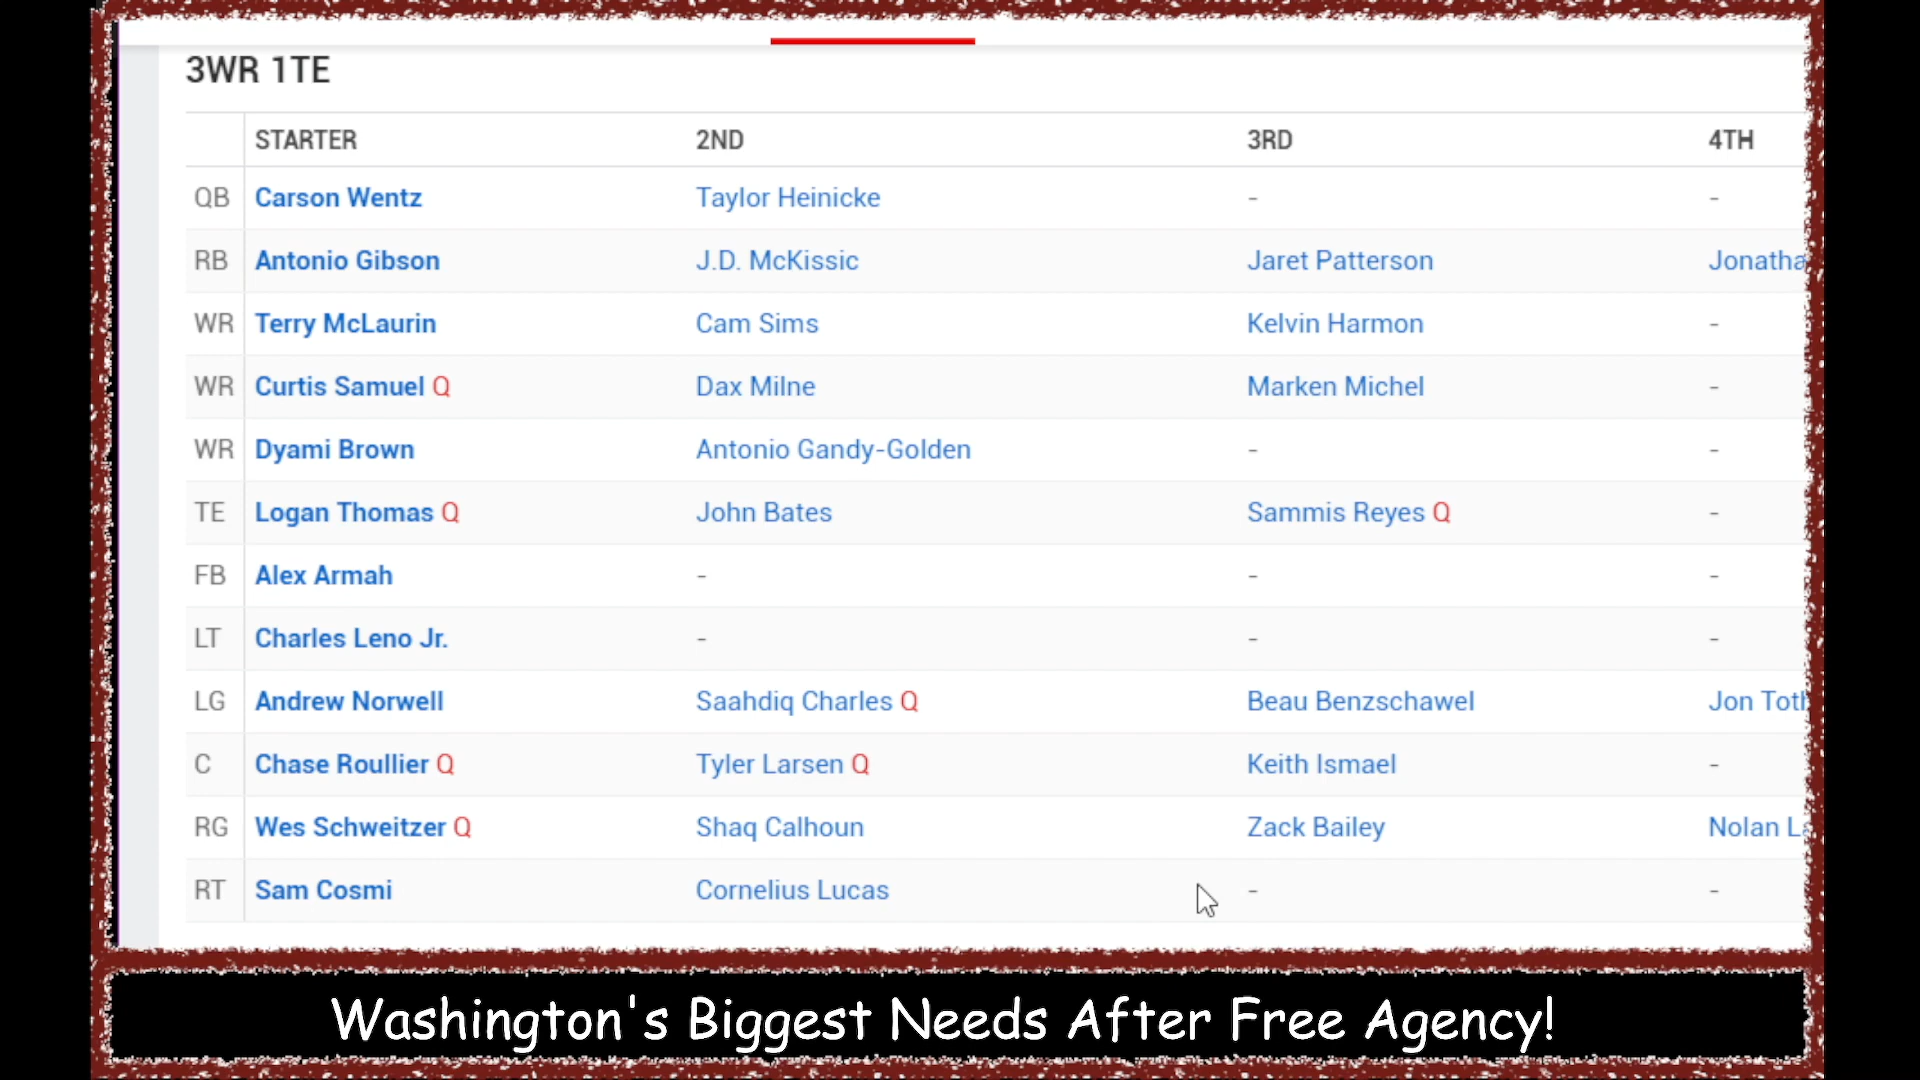 3WR 1TE
STARTER 2ND 3RD 4TH
QB Carson Wentz Taylor Heinicke - -
RB Antonio Gibson J.D. McKissic Jaret Patterson Jonatha
WR Terry McLaurin Cam Sims Kelvin Harmon -
WR Curtis Samuel Q Dax Milne Marken Michel -
WR Dyami Brown Antonio Gandy-Golden - -
TE Logan Thomas Q John Bates Sammis Reyes Q -
FB Alex Armah - - -
LT Charles Leno Jr. - - -
LG Andrew Norwell Saahdiq Charles Q Beau Benzschawel Jon Toth
C Chase Roullier Q Tyler Larsen Q Keith Ismael -
RG Wes Schweitzer Q Shaq Calhoun Zack Bailey Nolan L
RT Sam Cosmi Cornelius Lucas - -
Washington's Biggest Needs After Free Agency!